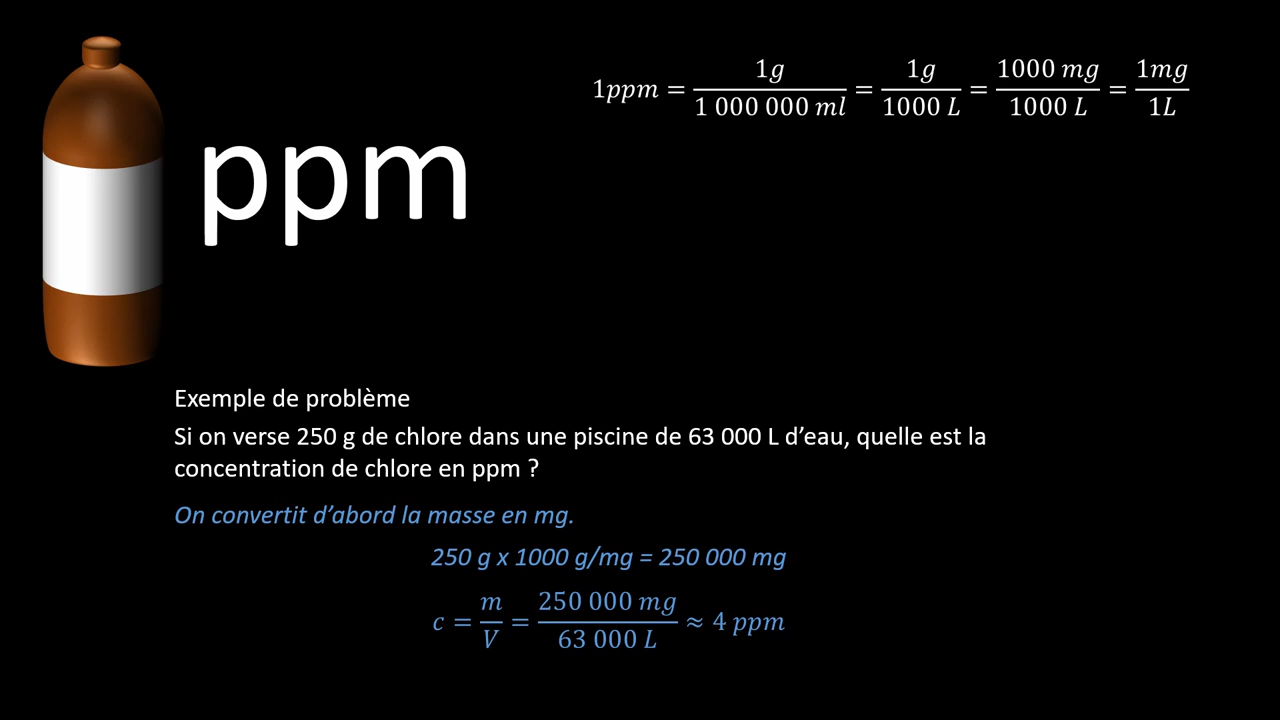 1ppm = 1g / 1 000 000 ml = 1g / 1000 L = 1000 mg / 1000 L = 1mg / 1L
ppm
Exemple de problème
Si on verse 250 g de chlore dans une piscine de 63 000 L d’eau, quelle est la
concentration de chlore en ppm ?
On convertit d’abord la masse en mg.
250 g x 1000 g/mg = 250 000 mg
c = m / V = 250 000 mg / 63 000 L ≈ 4 ppm